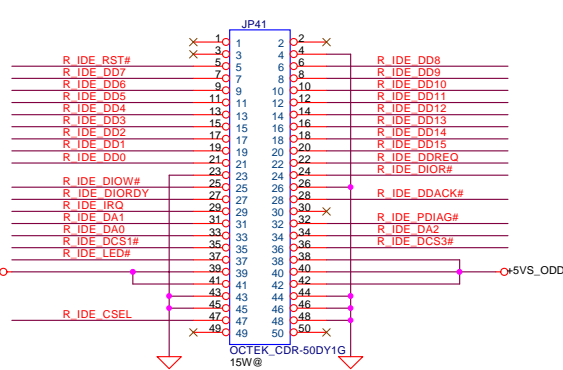 JP41
1 1 2 2
3 3 4 4
R_IDE_RST# 5 5 6 6 R_IDE_DD8
R_IDE_DD7 7 7 8 8 R_IDE_DD9
R_IDE_DD6 9 9 10 10 R_IDE_DD10
R_IDE_DD5 11 11 12 12 R_IDE_DD11
R_IDE_DD4 13 13 14 14 R_IDE_DD12
R_IDE_DD3 15 15 16 16 R_IDE_DD13
R_IDE_DD2 17 17 18 18 R_IDE_DD14
R_IDE_DD1 19 19 20 20 R_IDE_DD15
R_IDE_DD0 21 21 22 22 R_IDE_DDREQ
23 23 24 24 R_IDE_DIOR#
R_IDE_DIOW# 25 25 26 26
R_IDE_DIORDY 27 27 28 28 R_IDE_DDACK#
R_IDE_IRQ 29 29 30 30
R_IDE_DA1 31 31 32 32 R_IDE_PDIAG#
R_IDE_DA0 33 33 34 34 R_IDE_DA2
R_IDE_DCS1# 35 35 36 36 R_IDE_DCS3#
R_IDE_LED# 37 37 38 38
39 39 40 40 +5VS_ODD
41 41 42 42
43 43 44 44
45 45 46 46
R_IDE_CSEL 47 47 48 48
49 49 50 50
OCTEK_CDR-50DY1G
15W@